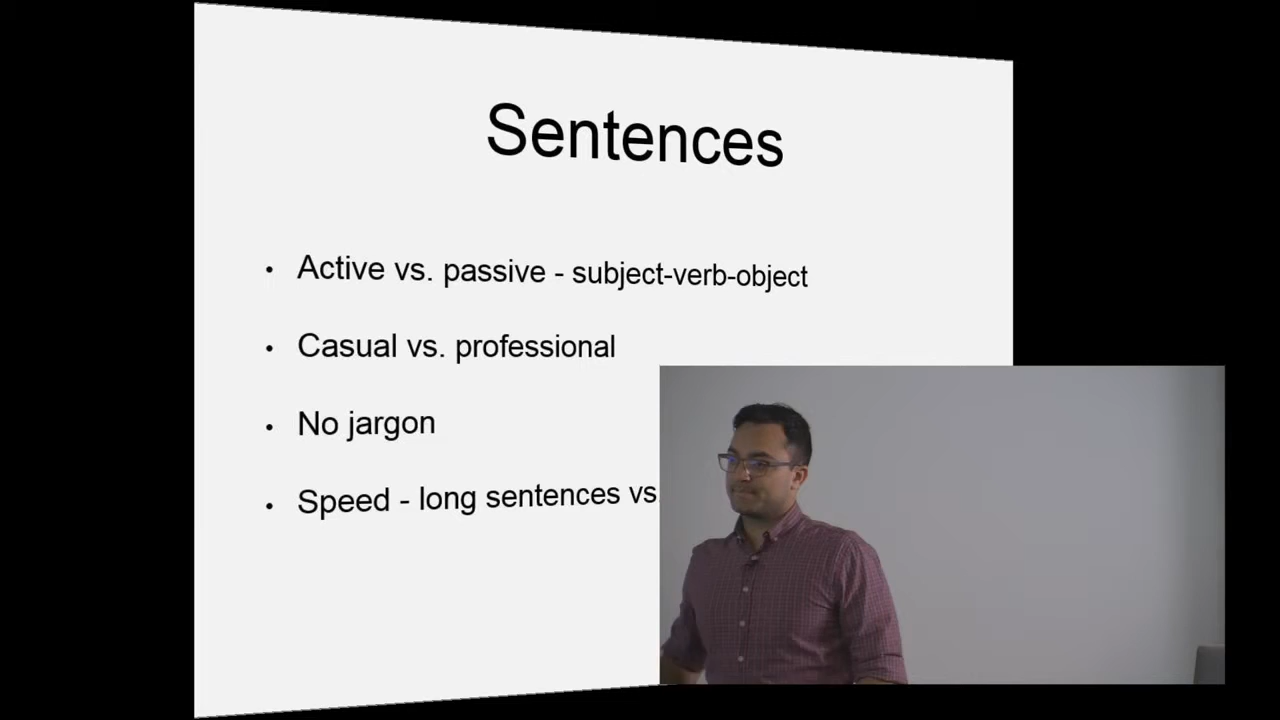 Sentences
• Active vs. passive - subject-verb-object
• Casual vs. professional
• No jargon
• Speed - long sentences vs.